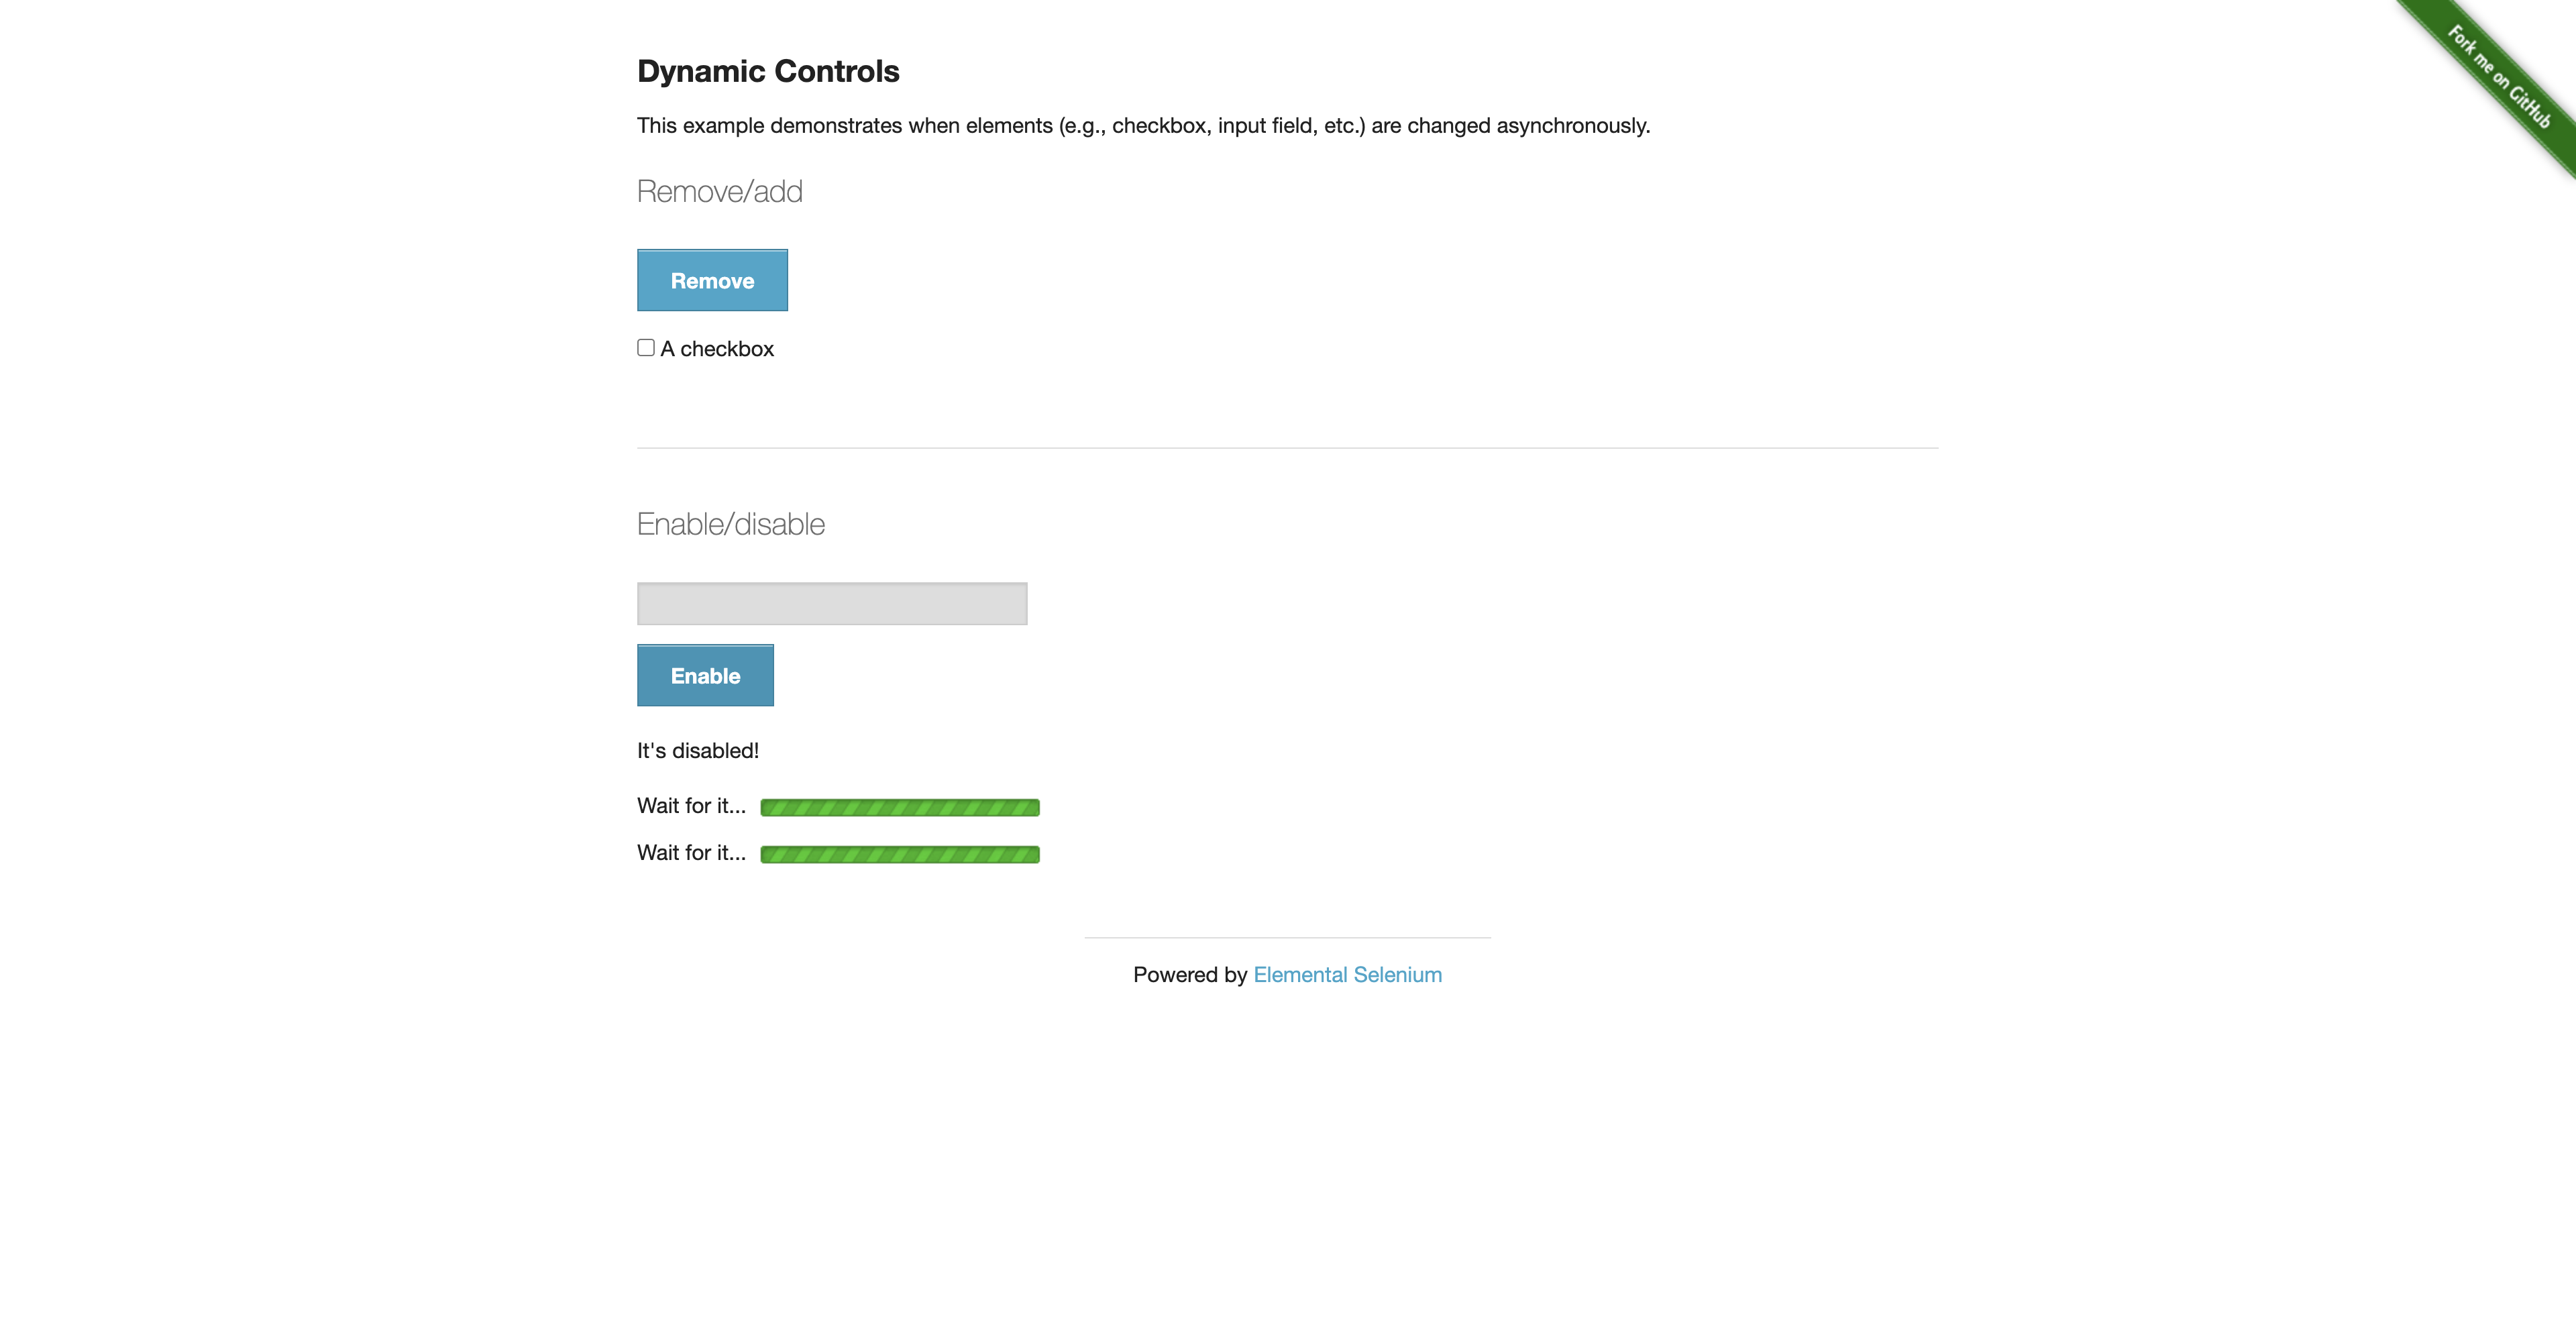 Fork me on GitHub
Dynamic Controls
This example demonstrates when elements (e.g., checkbox, input field, etc.) are changed asynchronously.
Remove/add
Remove
A checkbox
Enable/disable
Enable
It's disabled!
Wait for it...
Wait for it...
Powered by Elemental Selenium